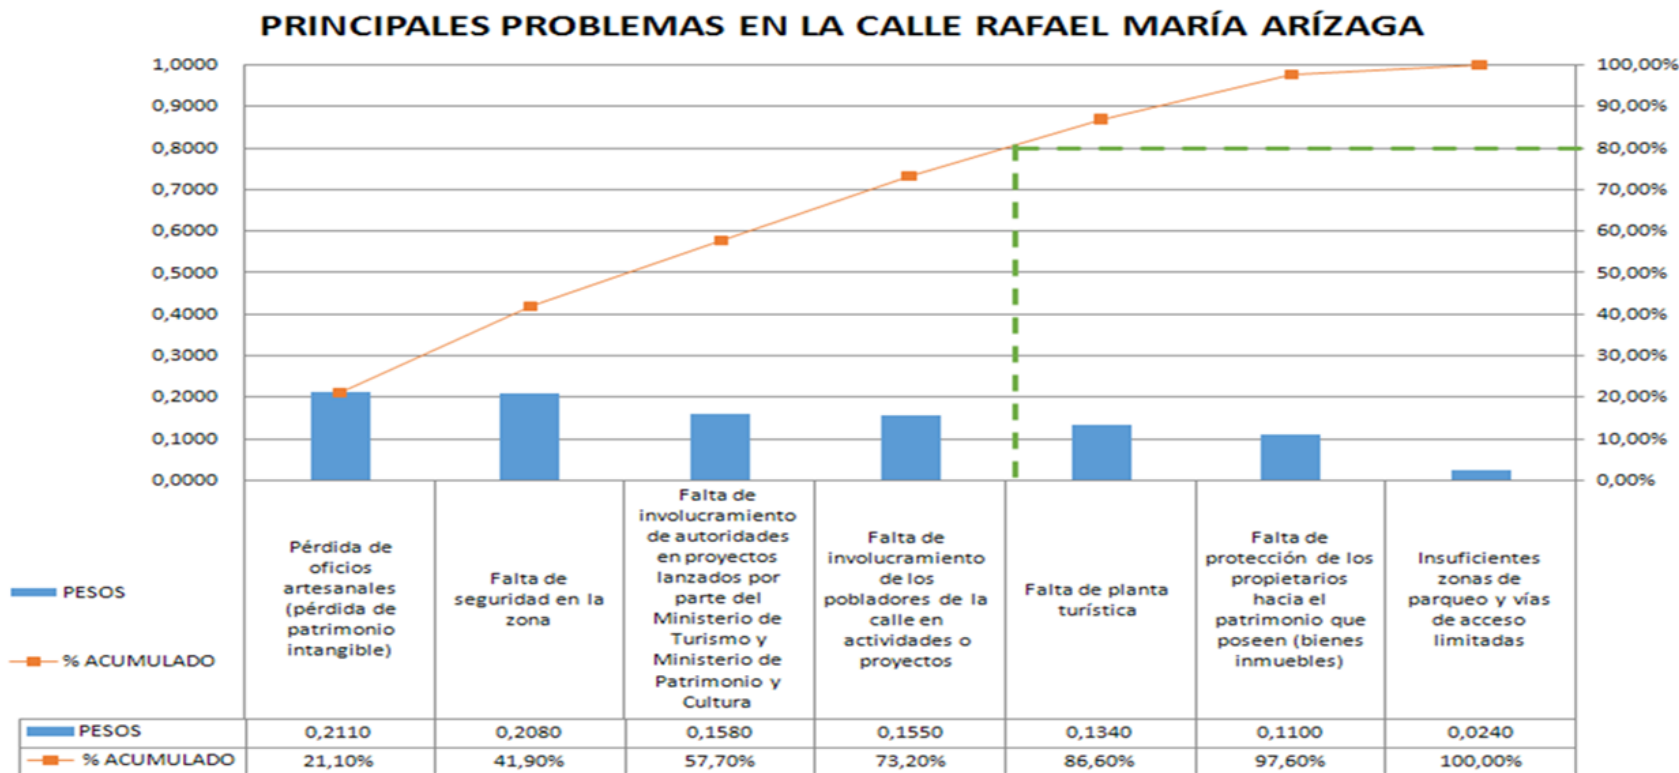 PRINCIPALES PROBLEMAS EN LA CALLE RAFAEL MARÍA ARÍZAGA
1,0000
0,9000
0,8000
0,7000
0,6000
0,5000
0,4000
0,3000
0,2000
0,1000
0,0000
100,00%
90,00%
80,00%
70,00%
60,00%
50,00%
40,00%
30,00%
20,00%
10,00%
0,00%
Pérdida de
oficios
artesanales
(pérdida de
patrimonio
intangible)
Falta de
seguridad en la
zona
Falta de
involucramiento
de autoridades
en proyectos
lanzados por
parte del
Ministerio de
Turismo y
Ministerio de
Patrimonio y
Cultura
Falta de
involucramiento
de los
pobladores de la
calle en
actividades o
proyectos
Falta de planta
turística
Falta de
protección de los
propietarios
hacia el
patrimonio que
poseen (bienes
inmuebles)
Insuficientes
zonas de
parqueo y vías
de acceso
limitadas
PESOS
% ACUMULADO
PESOS 0,2110 0,2080 0,1580 0,1550 0,1340 0,1100 0,0240
% ACUMULADO 21,10% 41,90% 57,70% 73,20% 86,60% 97,60% 100,00%